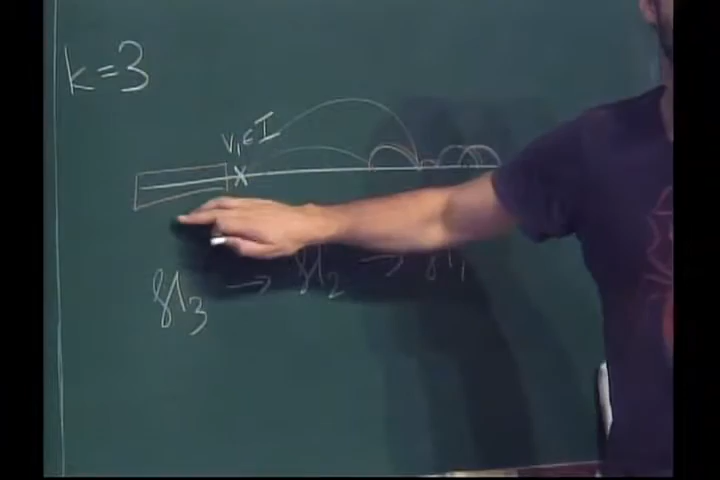 k=3
V₁ ∈ I
x
𝒜₃ → 𝒜₂ → 𝒜₁